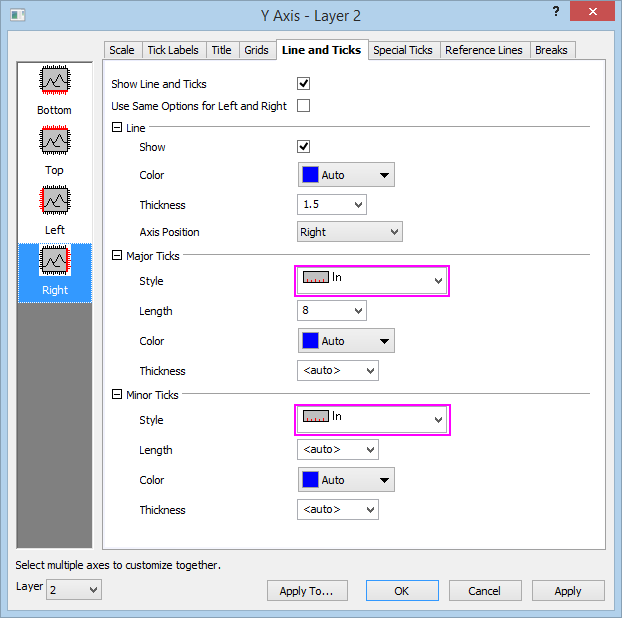 Y Axis - Layer 2
?
Scale Tick Labels Title Grids Line and Ticks Special Ticks Reference Lines Breaks
Bottom
Top
Left
Right
Show Line and Ticks
Use Same Options for Left and Right
Line
Show
Color Auto
Thickness 1.5
Axis Position Right
Major Ticks
Style In
Length 8
Color Auto
Thickness <auto>
Minor Ticks
Style In
Length <auto>
Color Auto
Thickness <auto>
Select multiple axes to customize together.
Layer 2
Apply To... OK Cancel Apply